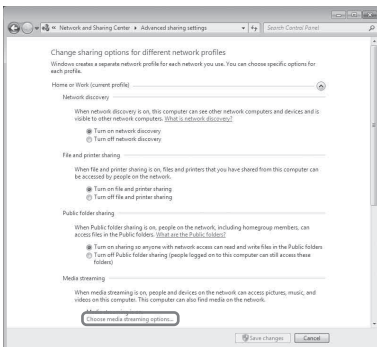 « Network and Sharing Center ▸ Advanced sharing settings
Search Control Panel
Change sharing options for different network profiles
Windows creates a separate network profile for each network you use. You can choose specific options for
each profile.
Home or Work (current profile)
Network discovery
When network discovery is on, this computer can see other network computers and devices and is
visible to other network computers. What is network discovery?
Turn on network discovery
Turn off network discovery
File and printer sharing
When file and printer sharing is on, files and printers that you have shared from this computer can
be accessed by people on the network.
Turn on file and printer sharing
Turn off file and printer sharing
Public folder sharing
When Public folder sharing is on, people on the network, including homegroup members, can
access files in the Public folders. What are the Public folders?
Turn on sharing so anyone with network access can read and write files in the Public folders
Turn off Public folder sharing (people logged on to this computer can still access these
folders)
Media streaming
When media streaming is on, people and devices on the network can access pictures, music, and
videos on this computer. This computer can also find media on the network.
Choose media streaming options...
Save changes
Cancel